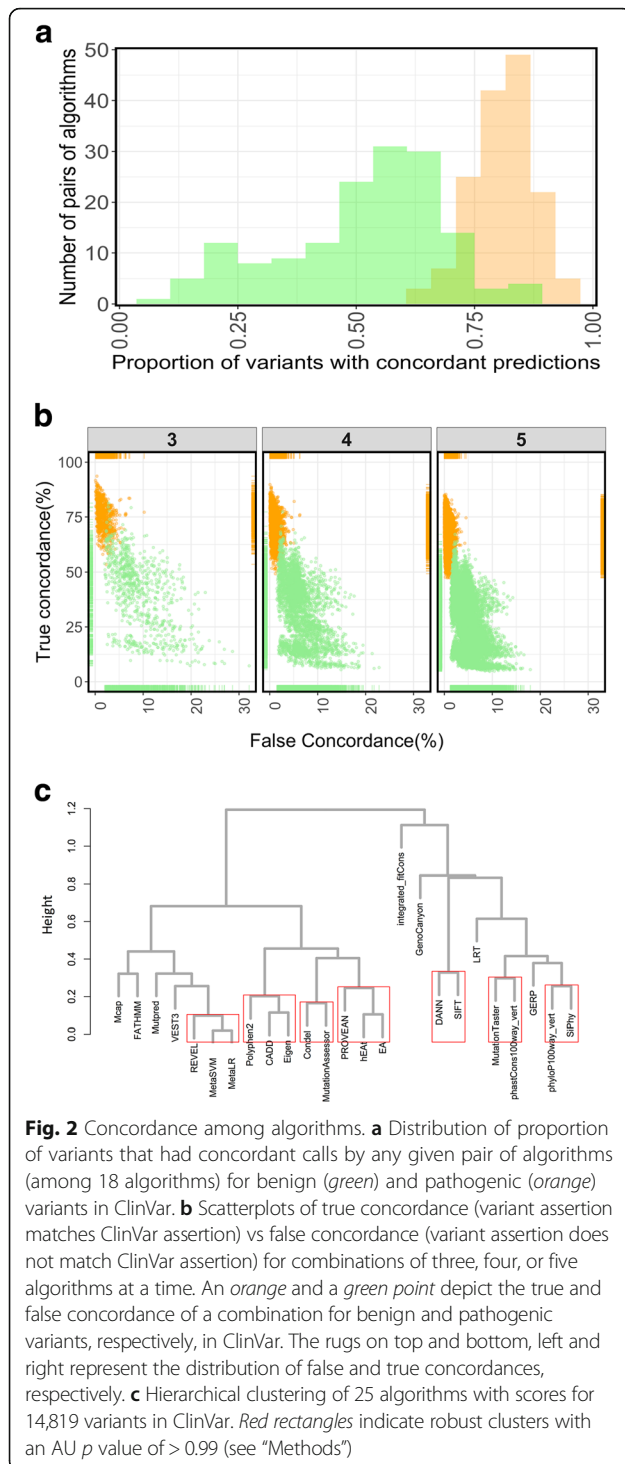 a
50
40
30
20
10
0
Number of pairs of algorithms
0.00
0.25
0.50
0.75
1.00
Proportion of variants with concordant predictions
b
3
4
5
100
75
50
25
0
True concordance(%)
0
10
20
30
0
10
20
30
0
10
20
30
False Concordance(%)
c
1.2
1.0
0.8
0.6
0.4
0.2
0.0
Height
Mcap
FATHMM
Mutpred
VEST3
REVEL
MetaSVM
MetaLR
Polyphen2
CADD
Eigen
Condel
MutationAssessor
PROVEAN
hEAt
EA
integrated_fitCons
GenoCanyon
DANN
SIFT
LRT
MutationTaster
phastCons100way_vert
GERP
phyloP100way_vert
SiPhy
Fig. 2 Concordance among algorithms. a Distribution of proportion
of variants that had concordant calls by any given pair of algorithms
(among 18 algorithms) for benign (green) and pathogenic (orange)
variants in ClinVar. b Scatterplots of true concordance (variant assertion
matches ClinVar assertion) vs false concordance (variant assertion does
not match ClinVar assertion) for combinations of three, four, or five
algorithms at a time. An orange and a green point depict the true and
false concordance of a combination for benign and pathogenic
variants, respectively, in ClinVar. The rugs on top and bottom, left and
right represent the distribution of false and true concordances,
respectively. c Hierarchical clustering of 25 algorithms with scores for
14,819 variants in ClinVar. Red rectangles indicate robust clusters with
an AU p value of > 0.99 (see “Methods”)